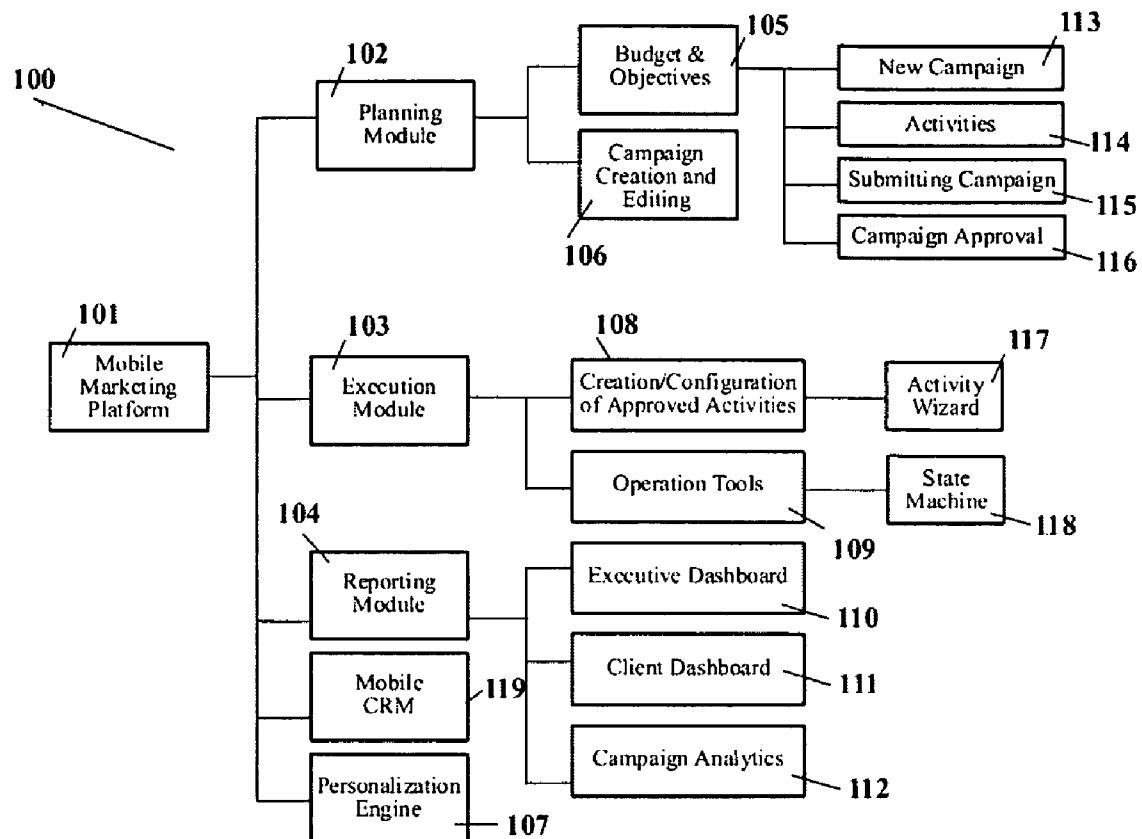 100
101
Mobile
Marketing
Platform
102
Planning
Module
105
Budget &
Objectives
Campaign
Creation and
Editing
106
113
New Campaign
Activities
114
Submitting Campaign
115
Campaign Approval
116
103
Execution
Module
108
Creation/Configuration
of Approved Activities
117
Activity
Wizard
Operation Tools
109
State
Machine
118
104
Reporting
Module
Executive Dashboard
110
Client Dashboard
111
Campaign Analytics
112
Mobile
CRM
119
Personalization
Engine
107